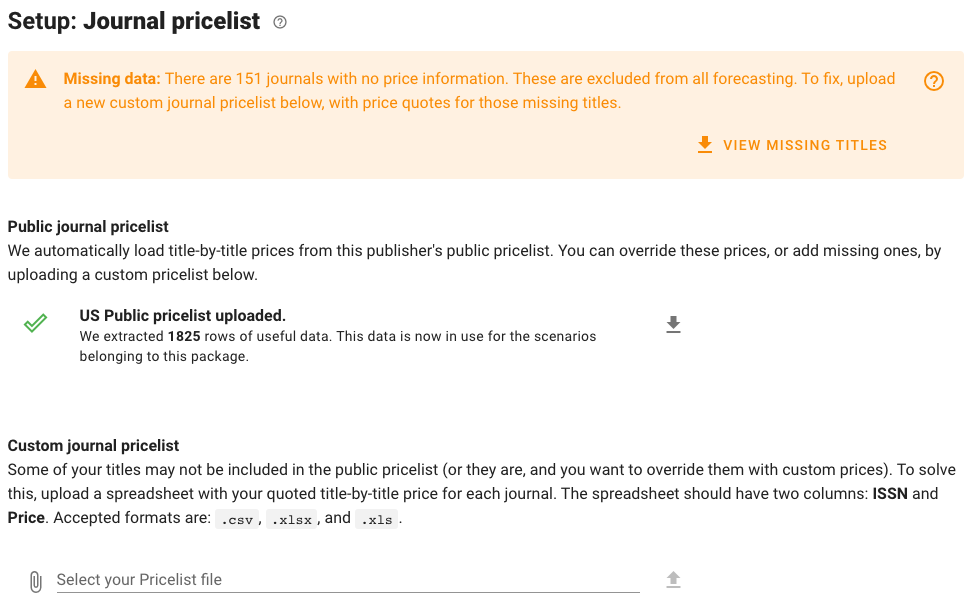 Setup: Journal pricelist
Missing data: There are 151 journals with no price information. These are excluded from all forecasting. To fix, upload
a new custom journal pricelist below, with price quotes for those missing titles.
VIEW MISSING TITLES
Public journal pricelist
We automatically load title-by-title prices from this publisher's public pricelist. You can override these prices, or add missing ones, by
uploading a custom pricelist below.
US Public pricelist uploaded.
We extracted 1825 rows of useful data. This data is now in use for the scenarios
belonging to this package.
Custom journal pricelist
Some of your titles may not be included in the public pricelist (or they are, and you want to override them with custom prices). To solve
this, upload a spreadsheet with your quoted title-by-title price for each journal. The spreadsheet should have two columns: ISSN and
Price. Accepted formats are: .csv, .xlsx, and .xls.
Select your Pricelist file